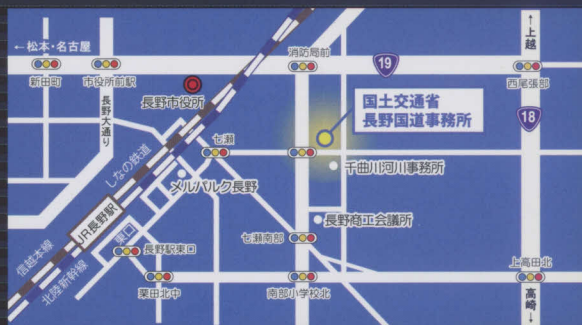 ←松本・名古屋
新田町
市役所前駅
長野大通り
長野市役所
消防局前
19
↑上越
西尾張部
18
国土交通省
長野国道事務所
しなの鉄道
七瀬
メルパルク長野
千曲川河川事務所
長野商工会議所
JR長野駅
東口
信越本線
北陸新幹線
長野駅東口
七瀬南部
栗田北中
南部小学校北
上高田北
高崎↓